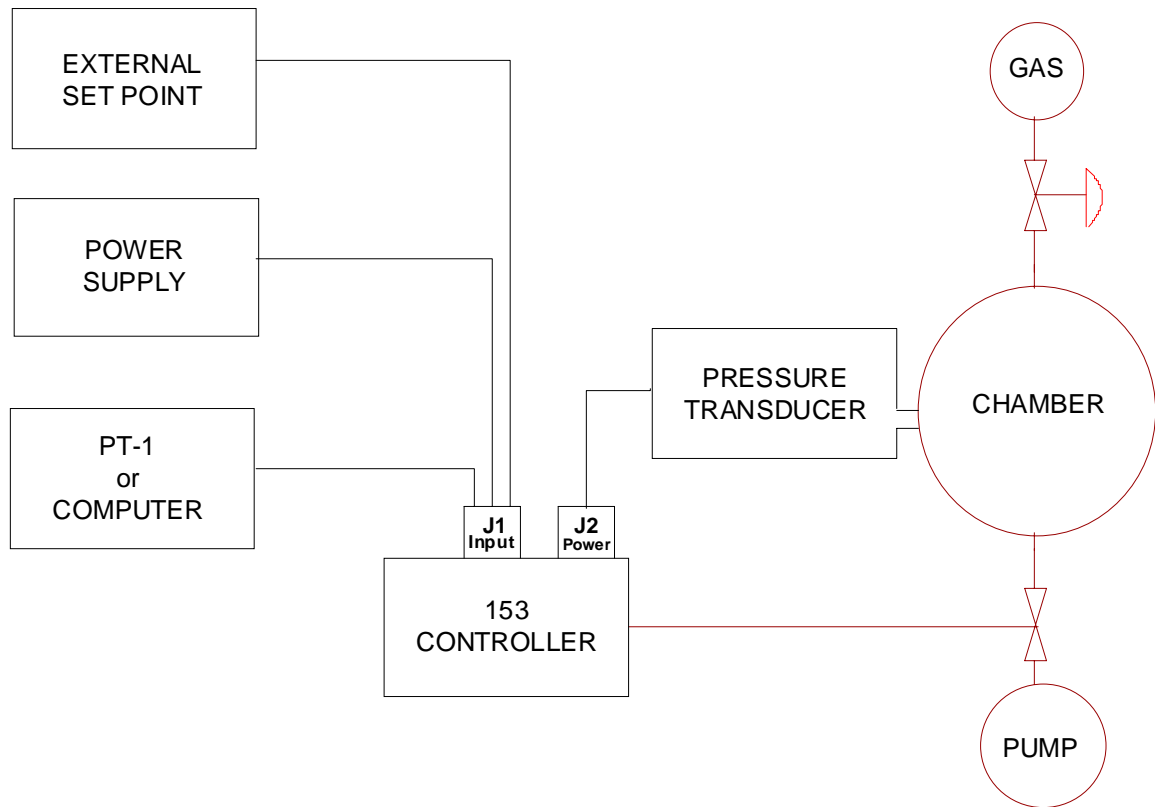 EXTERNAL
SET POINT
GAS
POWER
SUPPLY
PRESSURE
TRANSDUCER
CHAMBER
PT-1
or
COMPUTER
J1
Input
J2
Power
153
CONTROLLER
PUMP